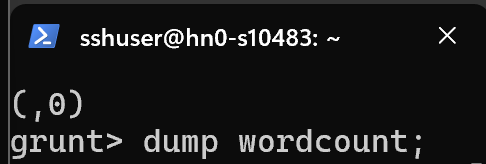 sshuser@hn0-s10483: ~
(,0)
grunt> dump wordcount;